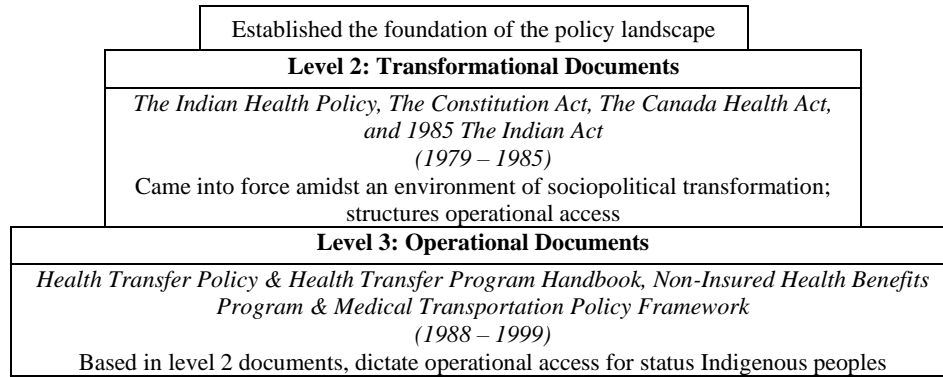 Established the foundation of the policy landscape
Level 2: Transformational Documents
The Indian Health Policy, The Constitution Act, The Canada Health Act,
and 1985 The Indian Act
(1979 – 1985)
Came into force amidst an environment of sociopolitical transformation;
structures operational access
Level 3: Operational Documents
Health Transfer Policy & Health Transfer Program Handbook, Non-Insured Health Benefits
Program & Medical Transportation Policy Framework
(1988 – 1999)
Based in level 2 documents, dictate operational access for status Indigenous peoples